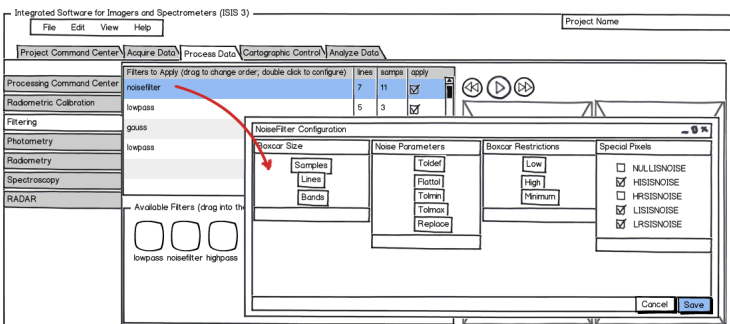 Integrated Software for Imagers and Spectrometers (ISIS 3)
File Edit View Help
Project Name
Project Command Center Acquire Data Process Data Cartographic Control Analyze Data
Processing Command Center
Radiometric Calibration
Filtering
Photometry
Radiometry
Spectroscopy
RADAR
Filters to Apply (drag to change order; double click to configure) lines samps apply
noisefilter 7 11
lowpass 5 3
gauss
lowpass
Available Filters (drag into the
lowpass noisefilter highpass
NoiseFilter Configuration
Boxcar Size
Samples
Lines
Bands
Noise Parameters
Toldef
Flattol
Tolmin
Tolmax
Replace
Boxcar Restrictions
Low
High
Minimum
Special Pixels
NULLISNOISE
HISISNOISE
HRSISNOISE
LISISNOISE
LRSISNOISE
Cancel Save